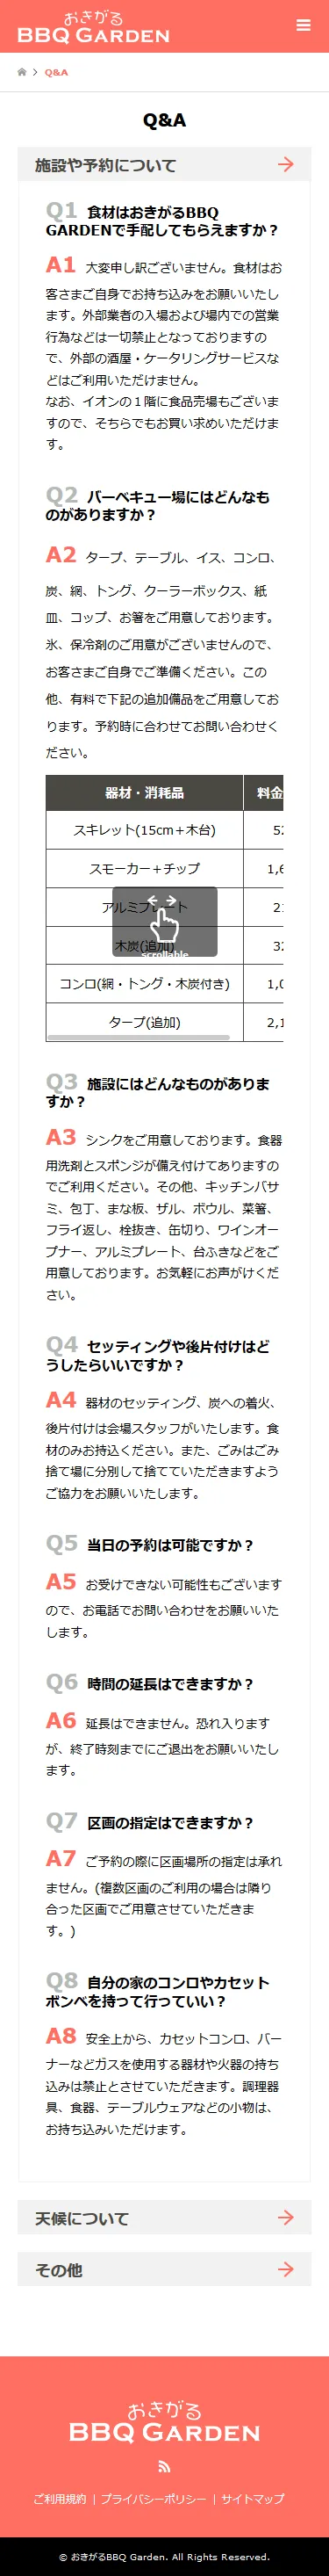 おきがる
BBQ GARDEN
Q&A
Q&A
施設や予約について
Q1 食材はおきがるBBQ
GARDENで手配してもらえますか？
A1 大変申し訳ございません。食材はお
客さまご自身でお持ち込みをお願いいたし
ます。外部業者の入場および場内での営業
行為などは一切禁止となっておりますの
で、外部の酒屋・ケータリングサービスな
どはご利用いただけません。
なお、イオンの１階に食品売場もございま
すので、そちらでもお買い求めいただけま
す。
Q2 バーベキュー場にはどんなも
のがありますか？
A2 タープ、テーブル、イス、コンロ、
炭、網、トング、クーラーボックス、紙
皿、コップ、お箸をご用意しております。
氷、保冷剤のご用意がございませんので、
お客さまご自身でご準備ください。この
他、有料で下記の追加備品をご用意してお
ります。予約時に合わせてお問い合わせく
ださい。
器材・消耗品 料金
スキレット(15cm＋木台) 52
スモーカー＋チップ 1,6
アルミプレート 21
木炭(追加) 32
scrollable
コンロ(網・トング・木炭付き) 1,0
タープ(追加) 2,1
Q3 施設にはどんなものがありま
すか？
A3 シンクをご用意しております。食器
用洗剤とスポンジが備え付けてありますの
でご利用ください。その他、キッチンバサ
ミ、包丁、まな板、ザル、ボウル、菜箸、
フライ返し、栓抜き、缶切り、ワインオー
プナー、アルミプレート、台ふきなどをご
用意しております。お気軽にお声がけくだ
さい。
Q4 セッティングや後片付けはど
うしたらいいですか？
A4 器材のセッティング、炭への着火、
後片付けは会場スタッフがいたします。食
材のみお持込ください。また、ごみはごみ
捨て場に分別して捨てていただきますよう
ご協力をお願いいたします。
Q5 当日の予約は可能ですか？
A5 お受けできない可能性もございます
ので、お電話でお問い合わせをお願いいた
します。
Q6 時間の延長はできますか？
A6 延長はできません。恐れ入ります
が、終了時刻までにご退出をお願いいたし
ます。
Q7 区画の指定はできますか？
A7 ご予約の際に区画場所の指定は承れ
ません。(複数区画のご利用の場合は隣り
合った区画でご用意させていただきま
す。)
Q8 自分の家のコンロやカセット
ボンベを持って行っていい？
A8 安全上から、カセットコンロ、バー
ナーなどガスを使用する器材や火器の持ち
込みは禁止とさせていただきます。調理器
具、食器、テーブルウェアなどの小物は、
お持ち込みいただけます。
天候について
その他
おきがる
BBQ GARDEN
ご利用規約 | プライバシーポリシー | サイトマップ
© おきがるBBQ Garden. All Rights Reserved.